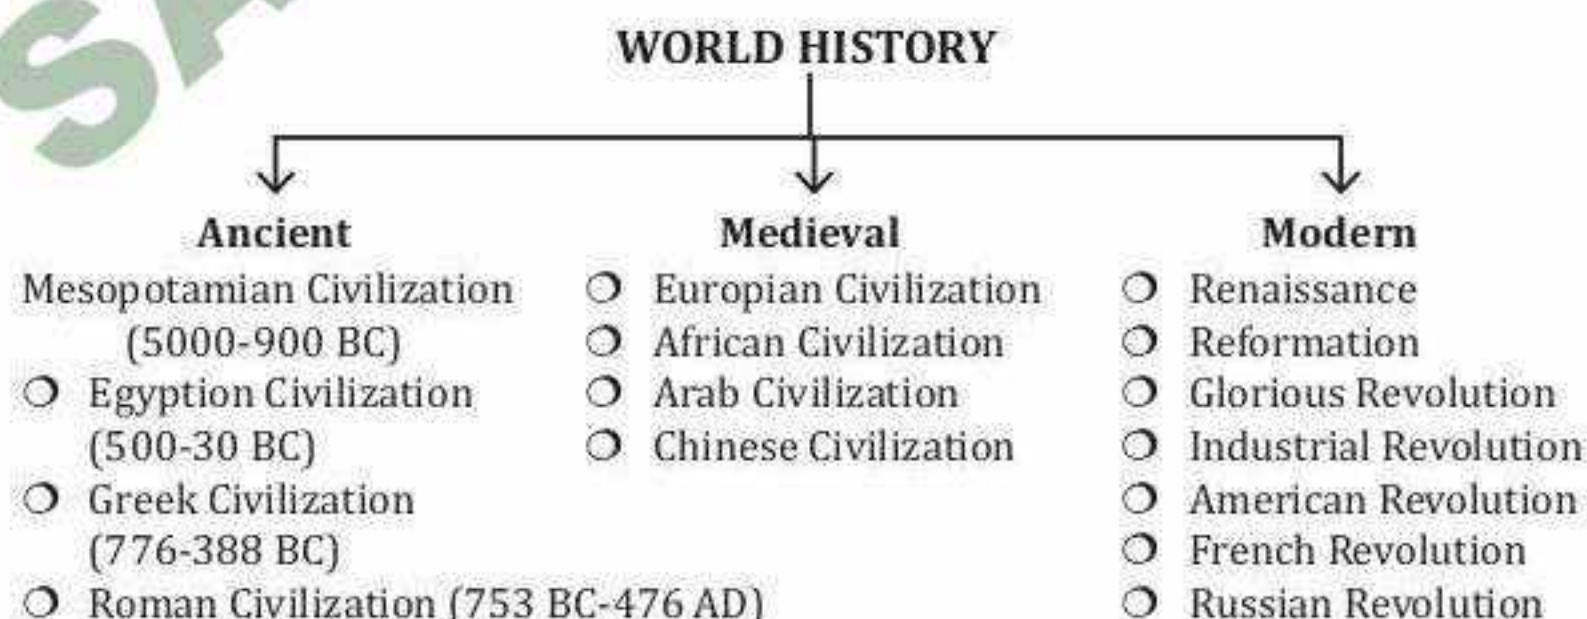 SA
WORLD HISTORY
Ancient
Mesopotamian Civilization
(5000-900 BC)
❍ Egyption Civilization
(500-30 BC)
❍ Greek Civilization
(776-388 BC)
❍ Roman Civilization (753 BC-476 AD)
Medieval
❍ Europian Civilization
❍ African Civilization
❍ Arab Civilization
❍ Chinese Civilization
Modern
❍ Renaissance
❍ Reformation
❍ Glorious Revolution
❍ Industrial Revolution
❍ American Revolution
❍ French Revolution
❍ Russian Revolution